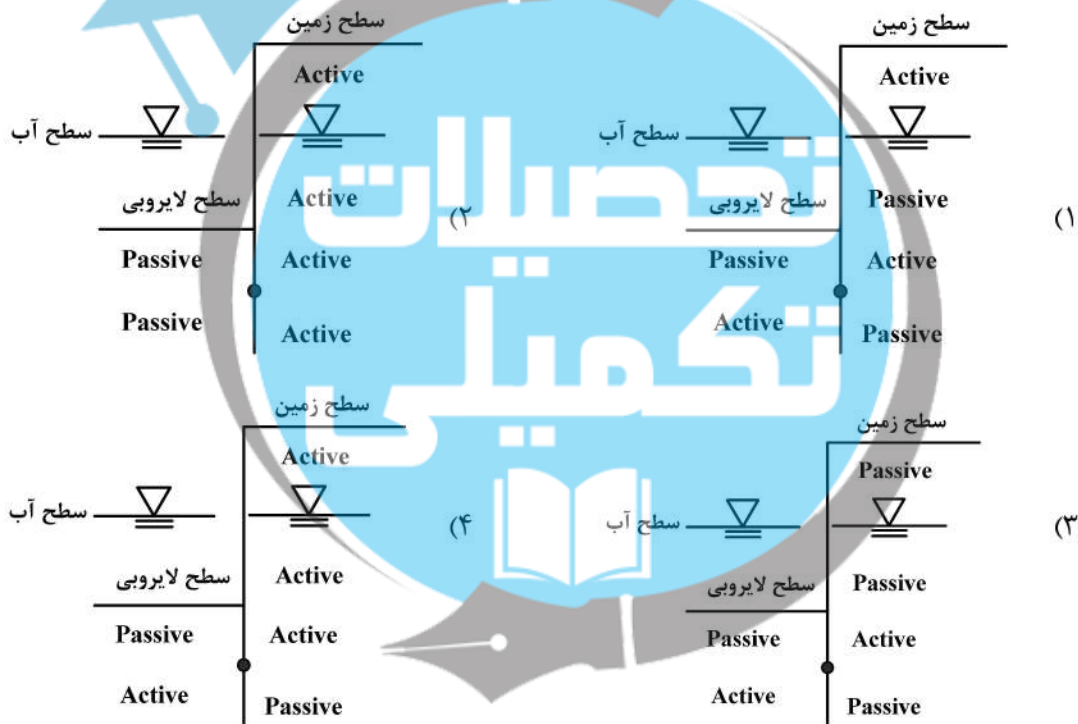 سطح زمین
Active
سطح آب
Passive
سطح لایروبی
Passive
Active
Active
Passive
(۱
سطح زمین
Active
سطح آب
Active
سطح لایروبی
Passive
Active
Passive
Active
(۲
سطح زمین
Passive
سطح آب
Passive
سطح لایروبی
Passive
Active
Active
Passive
(۳
سطح زمین
Active
سطح آب
Active
سطح لایروبی
Passive
Active
Active
Passive
(۴
تحصیلات
تکمیلی